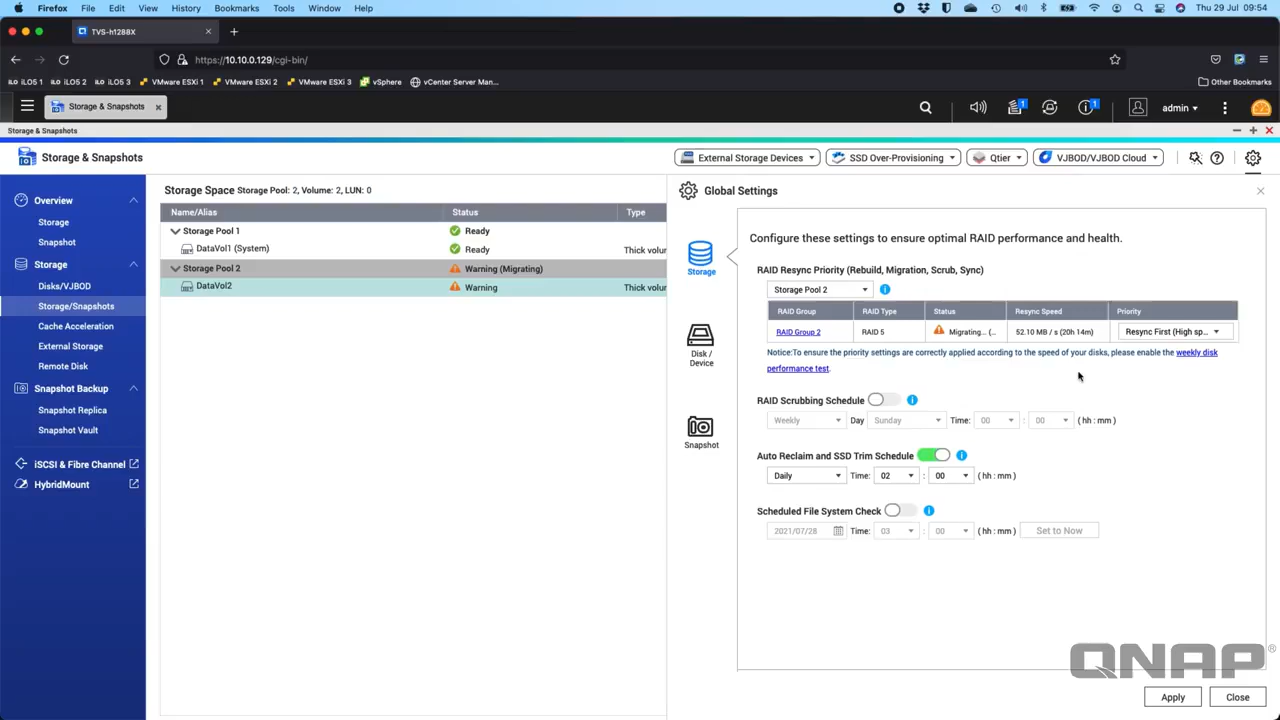 Firefox File Edit View History Bookmarks Tools Window Help Thu 29 Jul 09:54
TVS-h1288X
https://10.10.0.129/cgi-bin/
iLO5 1 iLO5 2 iLO5 3 VMware ESXi 1 VMware ESXi 2 VMware ESXi 3 vSphere vCenter Server Man... Other Bookmarks
Storage & Snapshots 1 1 admin
Storage & Snapshots
Storage & Snapshots External Storage Devices SSD Over-Provisioning Qtier VJBOD/VJBOD Cloud
Overview
Storage
Snapshot
Storage
Disks/VJBOD
Storage/Snapshots
Cache Acceleration
External Storage
Remote Disk
Snapshot Backup
Snapshot Replica
Snapshot Vault
iSCSI & Fibre Channel
HybridMount
Storage Space Storage Pool: 2, Volume: 2, LUN: 0
Name/Alias Status Type
Storage Pool 1 Ready
DataVol1 (System) Ready Thick volur
Storage Pool 2 Warning (Migrating)
DataVol2 Warning Thick volur
Global Settings
Storage
Disk /
Device
Snapshot
Configure these settings to ensure optimal RAID performance and health.
RAID Resync Priority (Rebuild, Migration, Scrub, Sync)
Storage Pool 2
RAID Group RAID Type Status Resync Speed Priority
RAID Group 2 RAID 5 Migrating... (.. 52.10 MB / s (20h 14m) Resync First (High sp...
Notice:To ensure the priority settings are correctly applied according to the speed of your disks, please enable the weekly disk
performance test.
RAID Scrubbing Schedule
Weekly Day Sunday Time: 00 : 00 ( hh : mm )
Auto Reclaim and SSD Trim Schedule
Daily Time: 02 : 00 ( hh : mm )
Scheduled File System Check
2021/07/28 Time: 03 : 00 ( hh : mm ) Set to Now
QNAP®
Apply Close